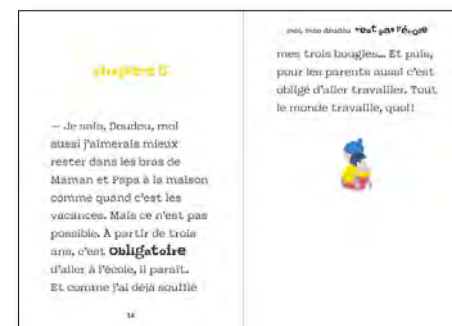 chapitre 5
— Je sais, Doudou, moi
aussi j'aimerais mieux
rester dans les bras de
Maman et Papa à la maison
comme quand c'est les
vacances. Mais ce n'est pas
possible. À partir de trois
ans, c'est obligatoire
d'aller à l'école, il paraît.
Et comme j'ai déjà soufflé
14
moi, mon doudou veut pas l'école
mes trois bougies... Et puis,
pour les parents aussi c'est
obligé d'aller travailler. Tout
le monde travaille, quoi!